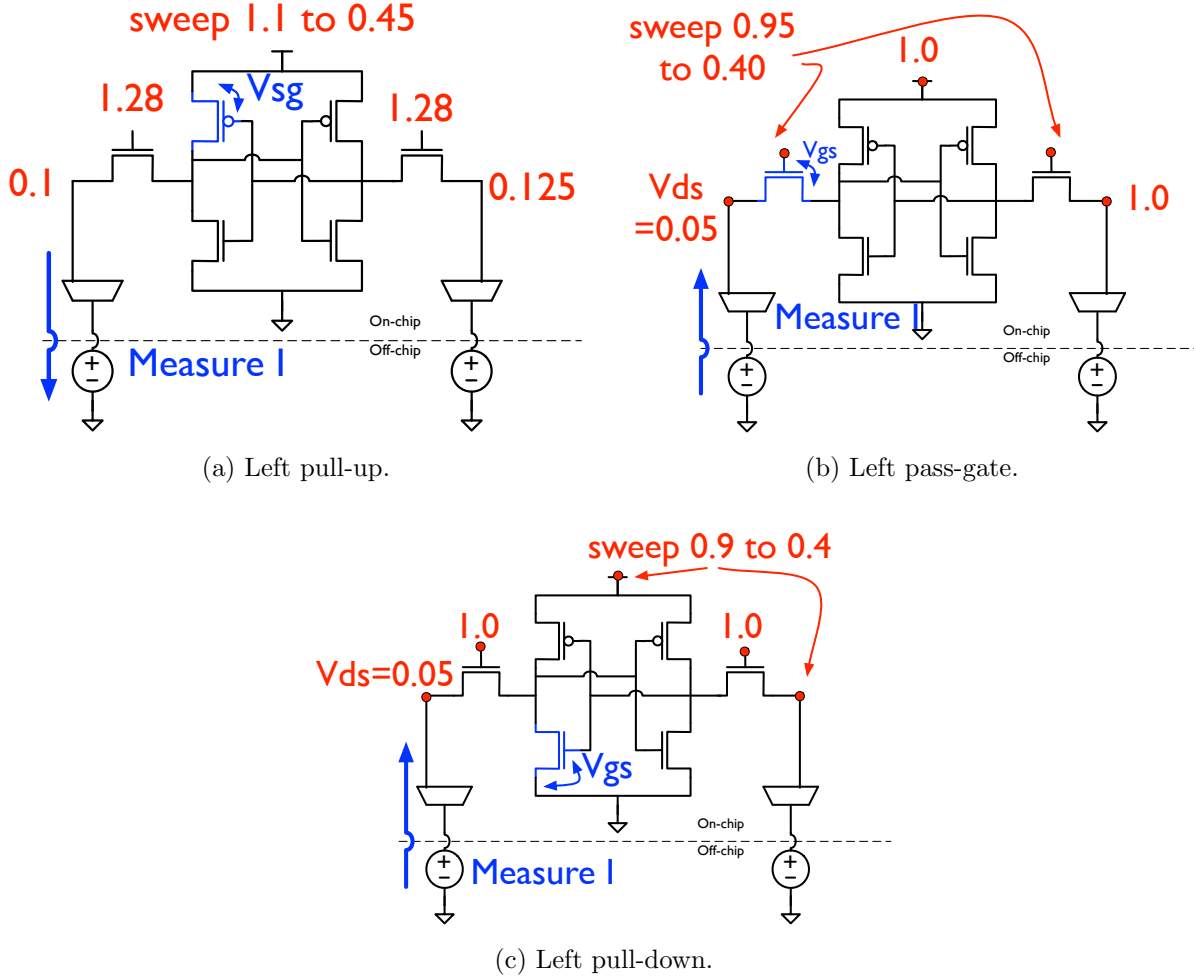 sweep 1.1 to 0.45
Vsg
1.28
1.28
0.1
0.125
On-chip
Off-chip
Measure I
(a) Left pull-up.
sweep 0.95
to 0.40
1.0
Vgs
Vds
=0.05
1.0
Measure I
On-chip
Off-chip
(b) Left pass-gate.
sweep 0.9 to 0.4
1.0
1.0
Vds=0.05
Vgs
On-chip
Off-chip
Measure I
(c) Left pull-down.